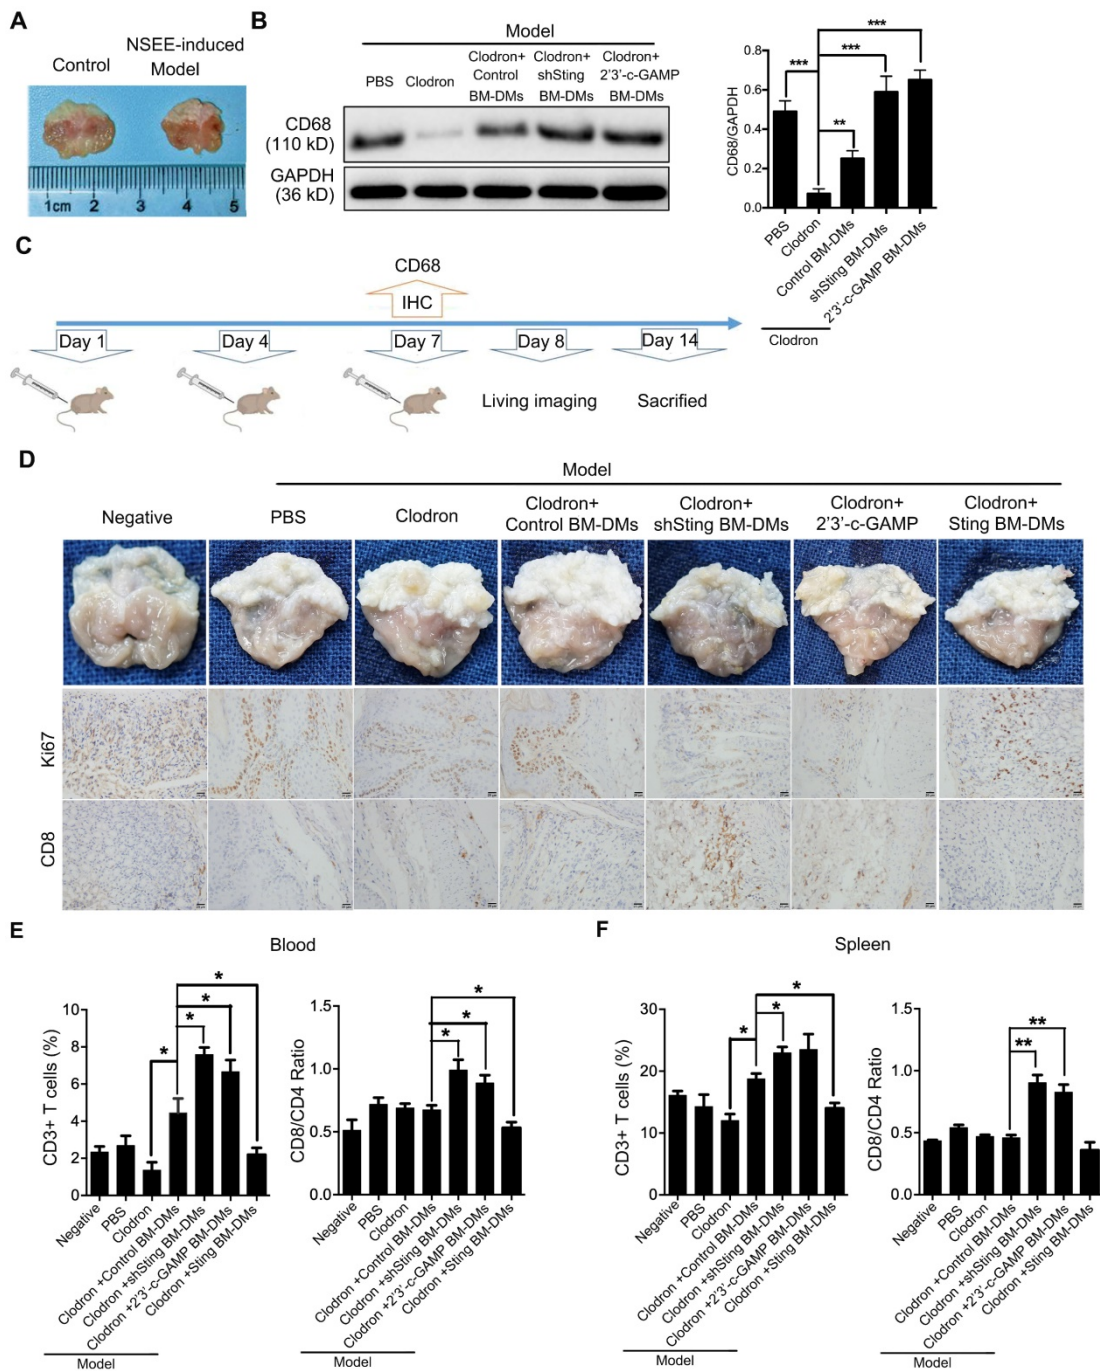 A
Control
NSEE-induced
Model
1cm 2 3 4 5
B
Model
PBS
Clodron
Clodron+
Control
BM-DMs
Clodron+
shSting
BM-DMs
Clodron+
2'3'-c-GAMP
BM-DMs
CD68
(110 kD)
GAPDH
(36 kD)
CD68/GAPDH
0.8
0.6
0.4
0.2
0.0
***
***
***
**
PBS
Clodron
Control BM-DMs
shSting BM-DMs
2'3'-c-GAMP BM-DMs
Clodron
C
CD68
IHC
Day 1
Day 4
Day 7
Day 8
Day 14
Living imaging
Sacrified
D
Model
Negative
PBS
Clodron
Clodron+
Control BM-DMs
Clodron+
shSting BM-DMs
Clodron+
2'3'-c-GAMP
Clodron+
Sting BM-DMs
Ki67
CD8
E
Blood
CD3+ T cells (%)
10
8
6
4
2
0
*
*
*
*
Negative
PBS
Clodron
Clodron +Control BM-DMs
Clodron +shSting BM-DMs
Clodron +2'3'-c-GAMP BM-DMs
Clodron +Sting BM-DMs
Model
CD8/CD4 Ratio
1.5
1.0
0.5
0.0
*
*
*
Negative
PBS
Clodron
Clodron +Control BM-DMs
Clodron +shSting BM-DMs
Clodron +2'3'-c-GAMP BM-DMs
Clodron +Sting BM-DMs
Model
F
Spleen
CD3+ T cells (%)
30
20
10
0
*
*
*
Negative
PBS
Clodron
Clodron +Control BM-DMs
Clodron +shSting BM-DMs
Clodron +2'3'-c-GAMP BM-DMs
Clodron +Sting BM-DMs
Model
CD8/CD4 Ratio
1.5
1.0
0.5
0.0
**
**
Negative
PBS
Clodron
Clodron +Control BM-DMs
Clodron +shSting BM-DMs
Clodron +2'3'-c-GAMP BM-DMs
Clodron +Sting BM-DMs
Model